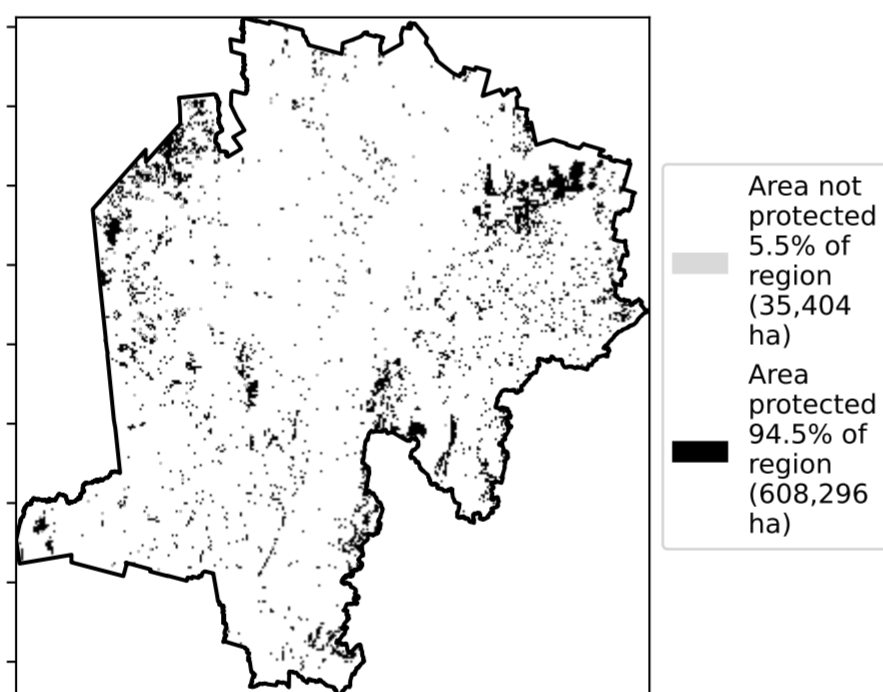 Area not
protected
5.5% of
region
(35,404
ha)
Area
protected
94.5% of
region
(608,296
ha)